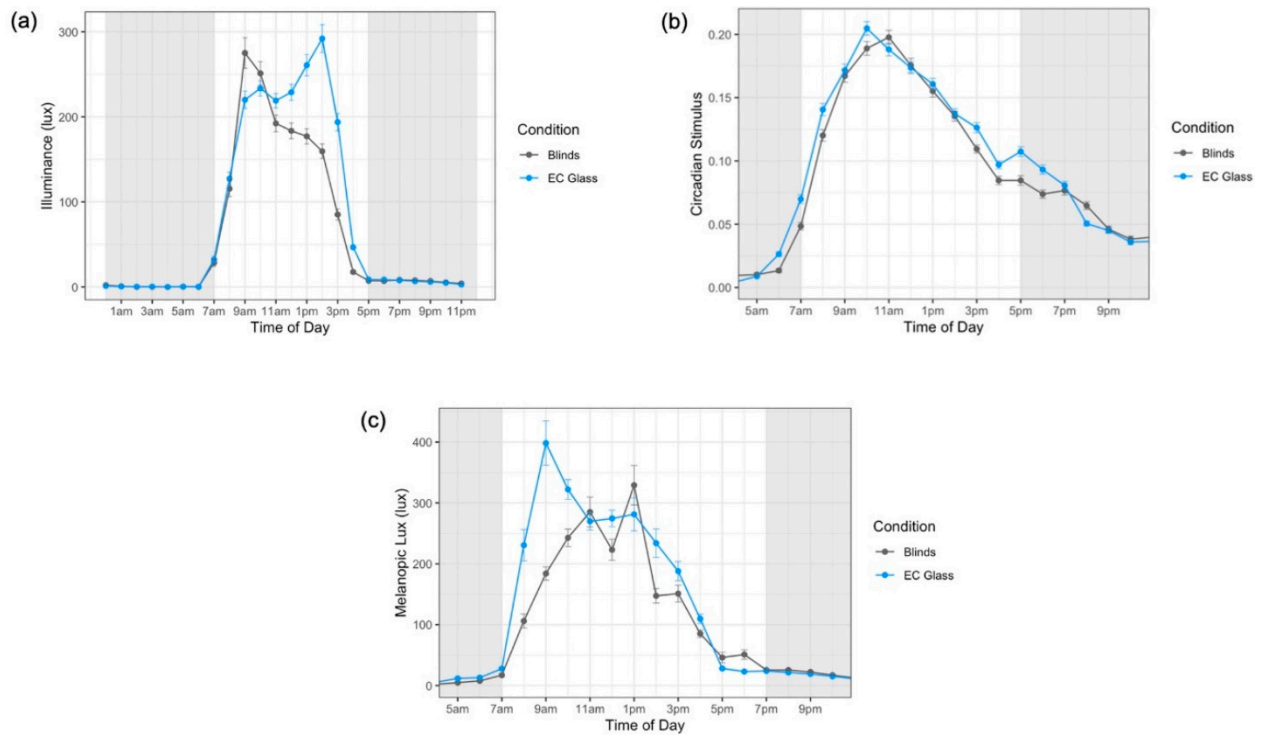 (a)
300
200
100
0
Illuminance (lux)
1am 3am 5am 7am 9am 11am 1pm 3pm 5pm 7pm 9pm 11pm
Time of Day
Condition
Blinds
EC Glass
(b)
0.20
0.15
0.10
0.05
0.00
Circadian Stimulus
5am 7am 9am 11am 1pm 3pm 5pm 7pm 9pm
Time of Day
Condition
Blinds
EC Glass
(c)
400
300
200
100
0
Melanopic Lux (lux)
5am 7am 9am 11am 1pm 3pm 5pm 7pm 9pm
Time of Day
Condition
Blinds
EC Glass